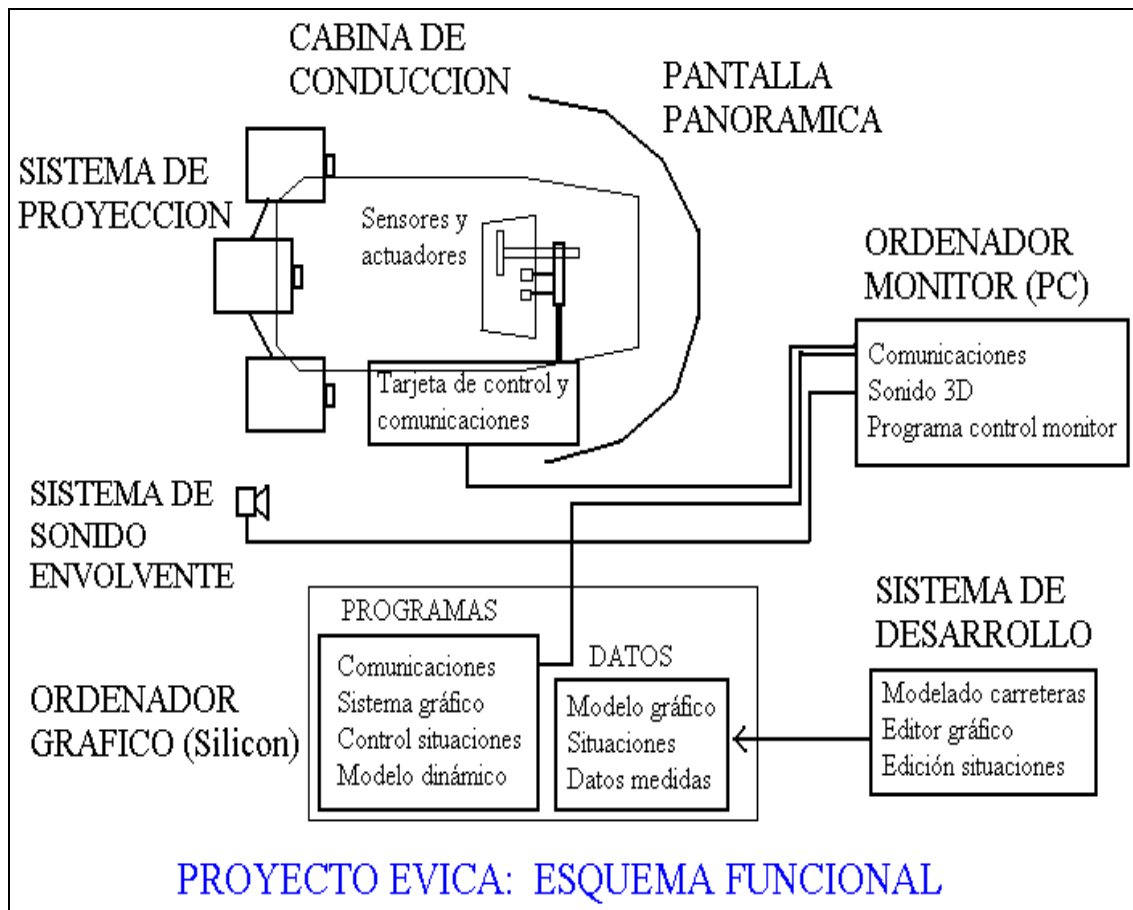 CABINA DE
CONDUCCION
PANTALLA
PANORAMICA
SISTEMA DE
PROYECCION
Sensores y
actuadores
ORDENADOR
MONITOR (PC)
Comunicaciones
Sonido 3D
Programa control monitor
Tarjeta de control y
comunicaciones
SISTEMA DE
SONIDO
ENVOLVENTE
PROGRAMAS
Comunicaciones
Sistema gráfico
Control situaciones
Modelo dinámico
DATOS
Modelo gráfico
Situaciones
Datos medidas
ORDENADOR
GRAFICO (Silicon)
SISTEMA DE
DESARROLLO
Modelado carreteras
Editor gráfico
Edición situaciones
PROYECTO EVICA: ESQUEMA FUNCIONAL